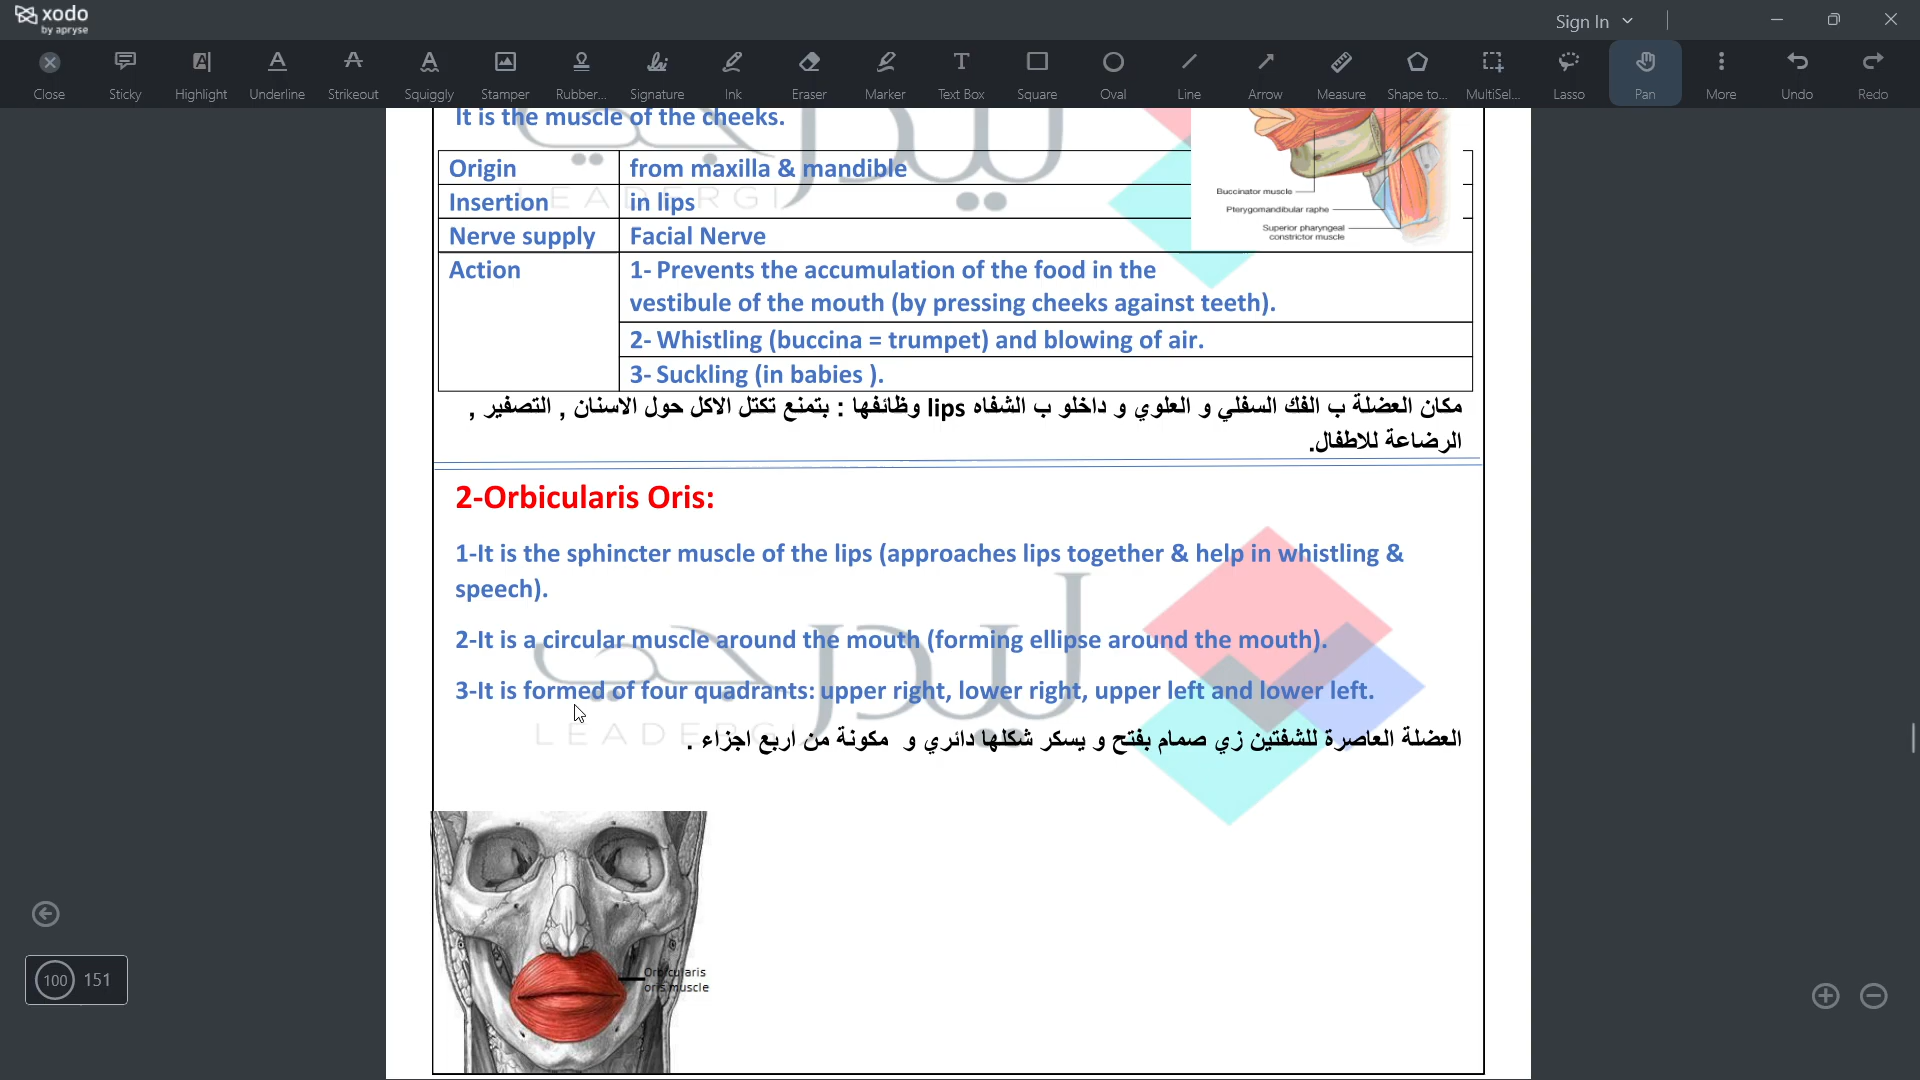 xodo
by apryse
Sign In
Close
Sticky
Highlight
Underline
Strikeout
Squiggly
Stamper
Rubber...
Signature
Ink
Eraser
Marker
Text Box
Square
Oval
Line
Arrow
Measure
Shape to...
MultiSel...
Lasso
Pan
More
Undo
Redo
It is the muscle of the cheeks.
Origin from maxilla & mandible
Insertion in lips
Nerve supply Facial Nerve
Action 1- Prevents the accumulation of the food in the
vestibule of the mouth (by pressing cheeks against teeth).
2- Whistling (buccina = trumpet) and blowing of air.
3- Suckling (in babies ).
Buccinator muscle
Pterygomandibular raphe
Superior pharyngeal
constrictor muscle
مكان العضلة ب الفك السفلي و العلوي و داخلو ب الشفاه lips وظائفها : بتمنع تكتل الاكل حول الاسنان , التصفير ,
الرضاعة للاطفال.
2-Orbicularis Oris:
1-It is the sphincter muscle of the lips (approaches lips together & help in whistling &
speech).
2-It is a circular muscle around the mouth (forming ellipse around the mouth).
3-It is formed of four quadrants: upper right, lower right, upper left and lower left.
العضلة العاصرة للشفتين زي صمام بفتح و يسكر شكلها دائري و مكونة من اربع اجزاء .
Orbicularis
oris muscle
ليدرجي
LEADERGI
ليدرجي
LEADERGI
100 151